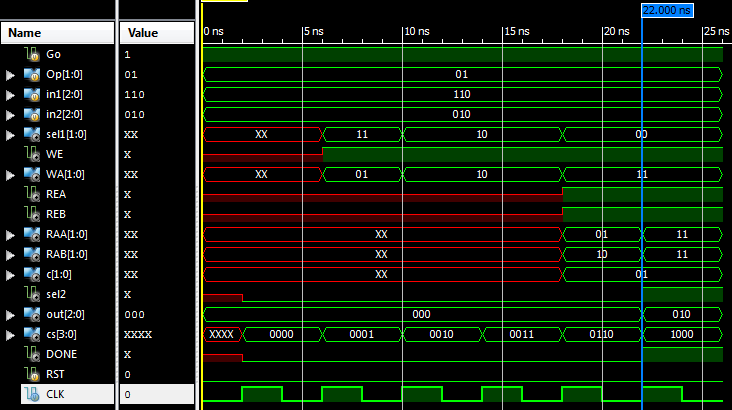 22.000 ns
Name Value 0 ns 5 ns 10 ns 15 ns 20 ns 25 ns
Go 1
Op[1:0] 01 01
in1[2:0] 110 110
in2[2:0] 010 010
sel1[1:0] XX XX 11 10 00
WE X
WA[1:0] XX XX 01 10 11
REA X
REB X
RAA[1:0] XX XX 01 11
RAB[1:0] XX XX 10 11
c[1:0] XX XX 01
sel2 X
out[2:0] 000 000 010
cs[3:0] XXXX XXXX 0000 0001 0010 0011 0110 1000
DONE X
RST 0
CLK 0